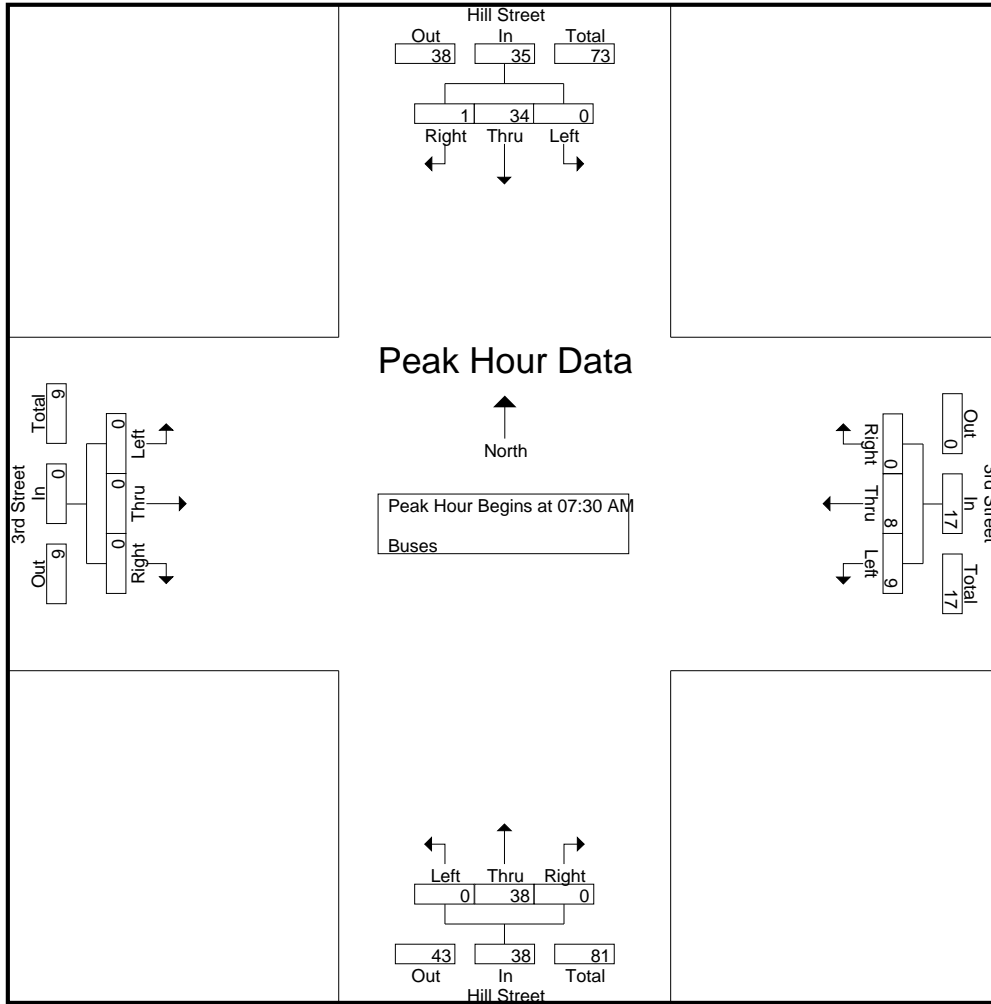 Hill Street
Out In Total
38 35 73
1 34 0
Right Thru Left
Peak Hour Data
North
Peak Hour Begins at 07:30 AM
Buses
3rd Street
Out In Total
9 0 9
Right Thru Left
0 0 0
3rd Street
Out In Total
0 17 17
Right Thru Left
0 8 9
Left Thru Right
0 38 0
43 38 81
Out In Total
Hill Street